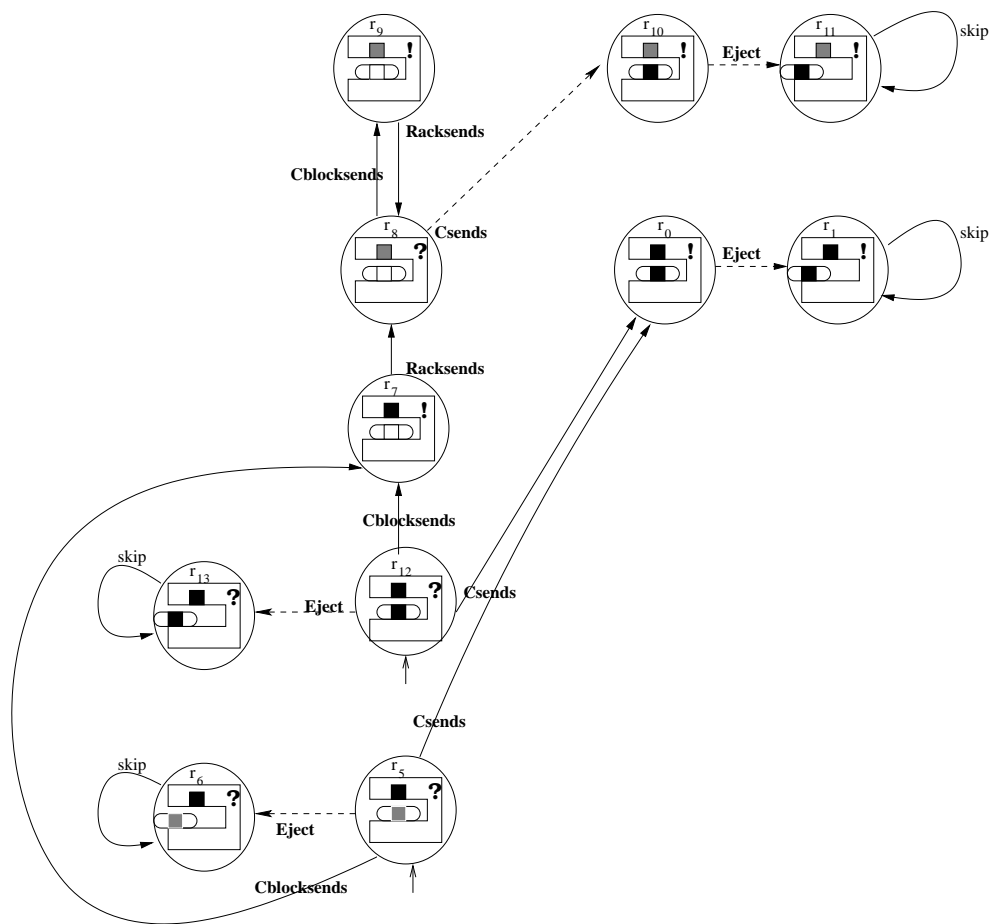 r9
!
r10
!
Eject
r11
!
skip
Racksends
Cblocksends
r8
?
Csends
r0
!
Eject
r1
!
skip
Racksends
r7
!
Cblocksends
skip
r13
?
Eject
r12
?
Csends
Csends
skip
r6
?
Eject
r5
?
Cblocksends